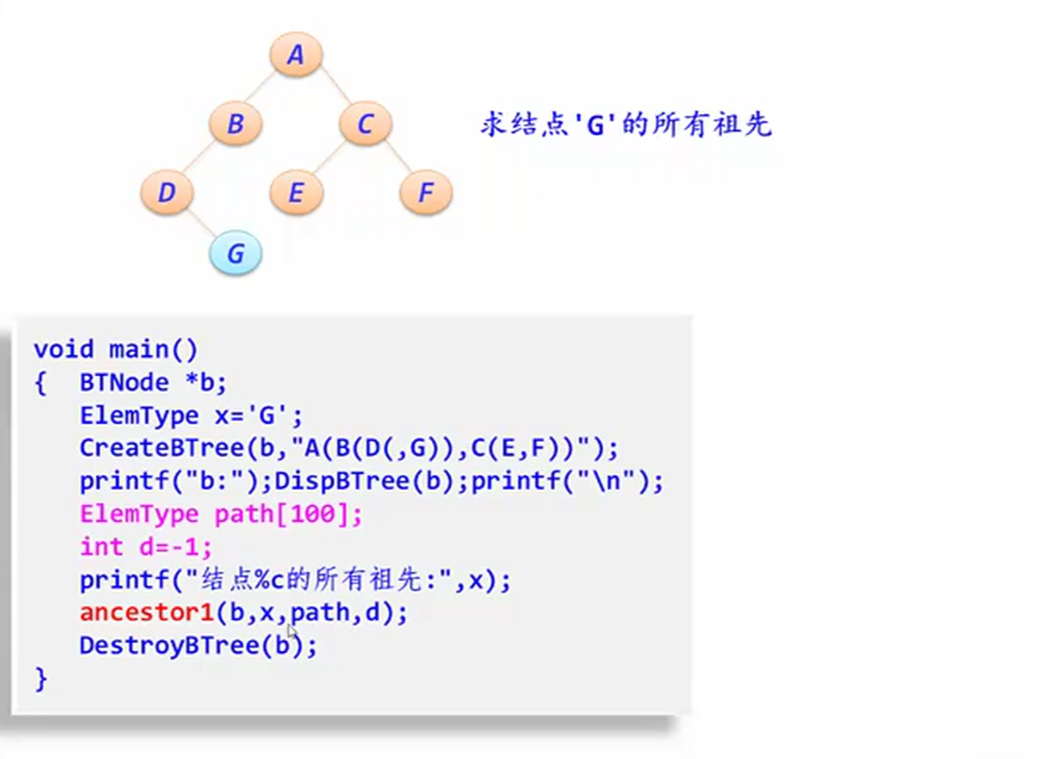 A
B
C
求结点'G'的所有祖先
D
E
F
G
void main()
{ BTNode *b;
ElemType x='G';
CreateBTree(b,"A(B(D(,G)),C(E,F))");
printf("b:");DispBTree(b);printf("\n");
ElemType path[100];
int d=-1;
printf("结点%c的所有祖先:",x);
ancestor1(b,x,path,d);
DestroyBTree(b);
}